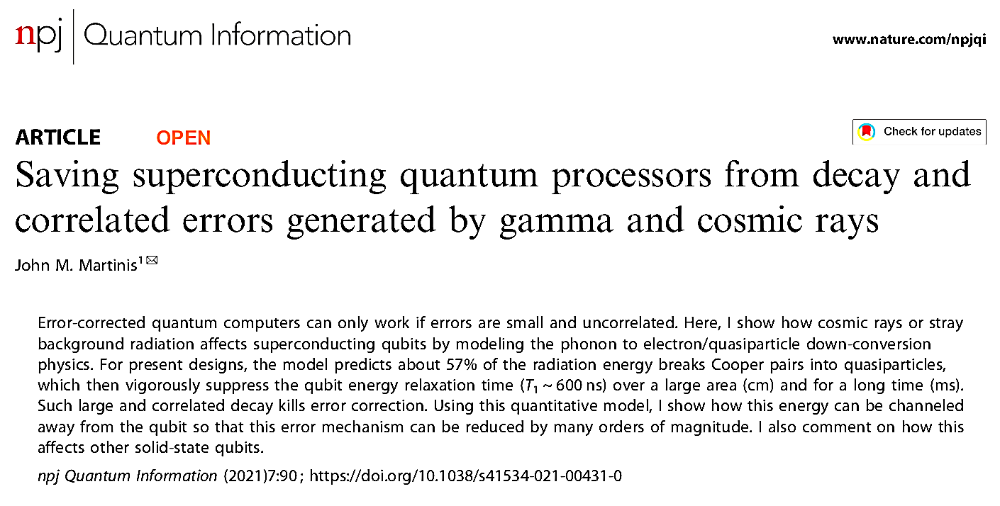 npj | Quantum Information
www.nature.com/npjqi
ARTICLE OPEN
Check for updates
Saving superconducting quantum processors from decay and
correlated errors generated by gamma and cosmic rays
John M. Martinis¹✉
Error-corrected quantum computers can only work if errors are small and uncorrelated. Here, I show how cosmic rays or stray
background radiation affects superconducting qubits by modeling the phonon to electron/quasiparticle down-conversion
physics. For present designs, the model predicts about 57% of the radiation energy breaks Cooper pairs into quasiparticles,
which then vigorously suppress the qubit energy relaxation time (T₁ ~ 600 ns) over a large area (cm) and for a long time (ms).
Such large and correlated decay kills error correction. Using this quantitative model, I show how this energy can be channeled
away from the qubit so that this error mechanism can be reduced by many orders of magnitude. I also comment on how this
affects other solid-state qubits.
npj Quantum Information (2021)7:90 ; https://doi.org/10.1038/s41534-021-00431-0